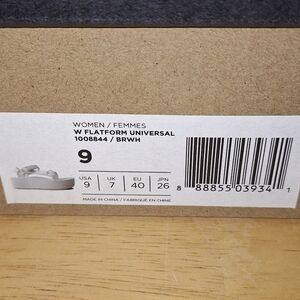 WOMEN / FEMMES
W FLATFORM UNIVERSAL
1008844 / BRWH
9
USA UK EU JPN
9 7 40 26
MADE IN CHINA / FABRIQUÉ EN CHINE
8 88855 03934 1